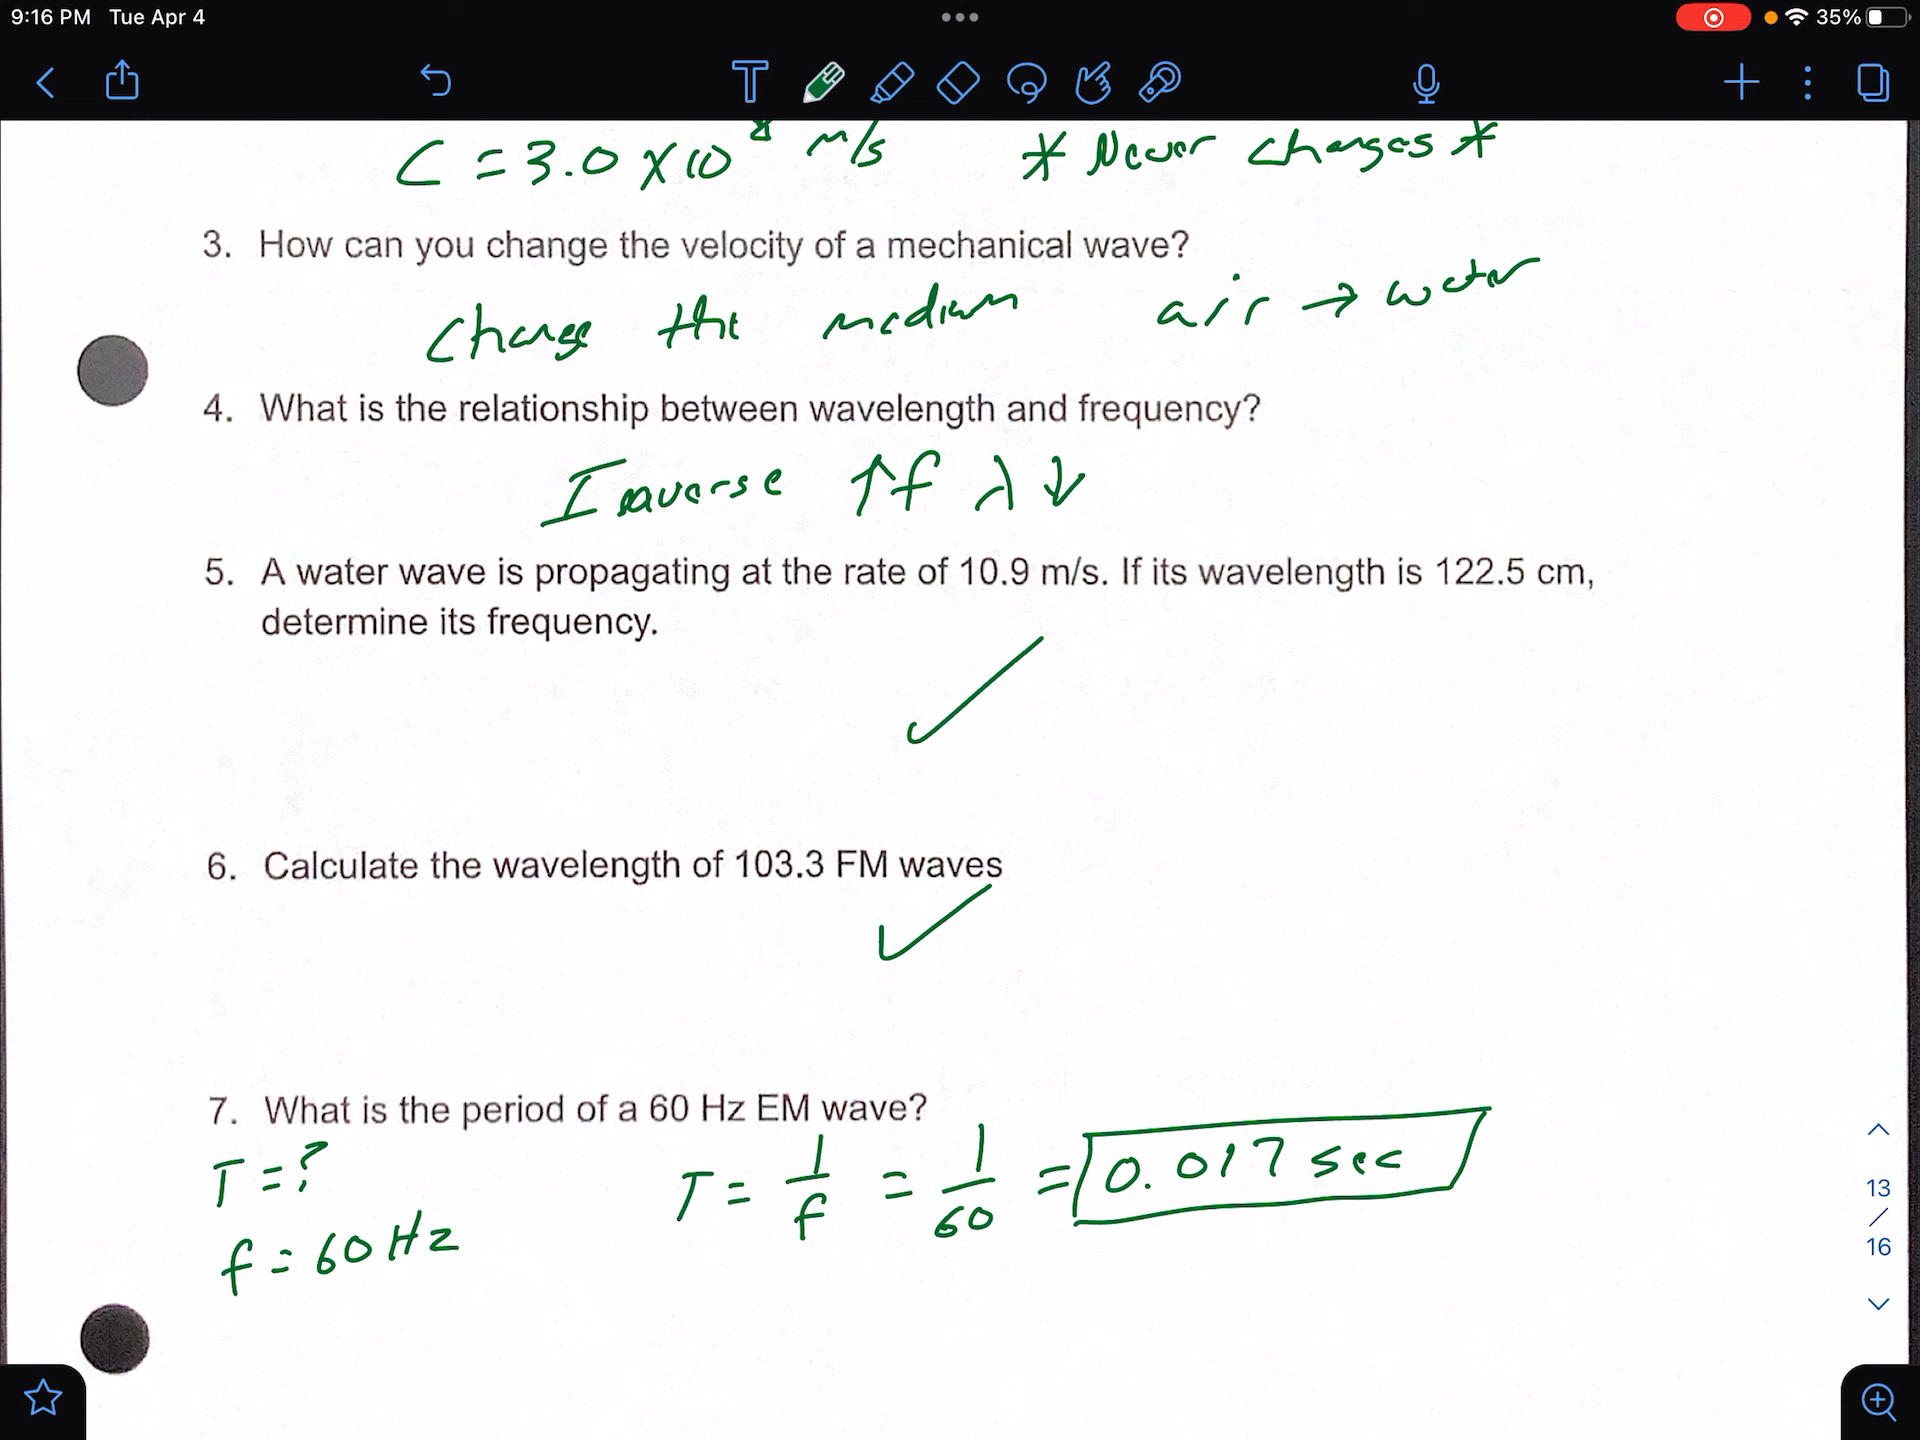 9:16 PM Tue Apr 4
35%
C = 3.0 x 10⁸ m/s * Never changes *
3. How can you change the velocity of a mechanical wave?
Change the medium air → water
4. What is the relationship between wavelength and frequency?
Inverse ↑f λ↓
5. A water wave is propagating at the rate of 10.9 m/s. If its wavelength is 122.5 cm,
determine its frequency.
6. Calculate the wavelength of 103.3 FM waves
7. What is the period of a 60 Hz EM wave?
T = ?
T = 1/f = 1/60 = 0.017 sec
f = 60 Hz
13
/
16